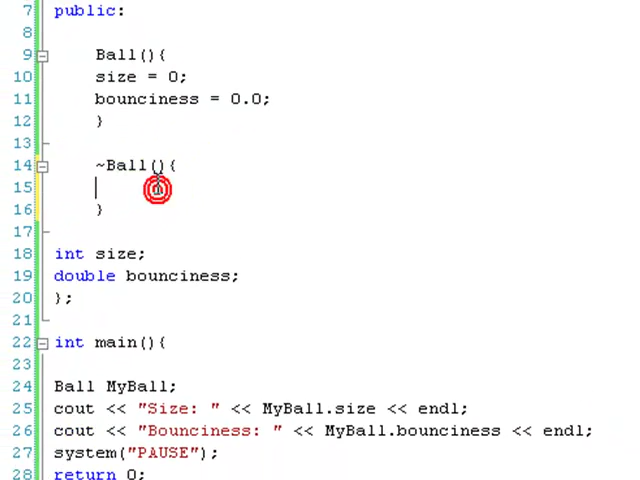 7 public:
8
9 Ball(){
10 size = 0;
11 bounciness = 0.0;
12 }
13
14 ~Ball(){
15
16 }
17
18 int size;
19 double bounciness;
20 };
21
22 int main(){
23
24 Ball MyBall;
25 cout << "Size: " << MyBall.size << endl;
26 cout << "Bounciness: " << MyBall.bounciness << endl;
27 system("PAUSE");
28 return 0;